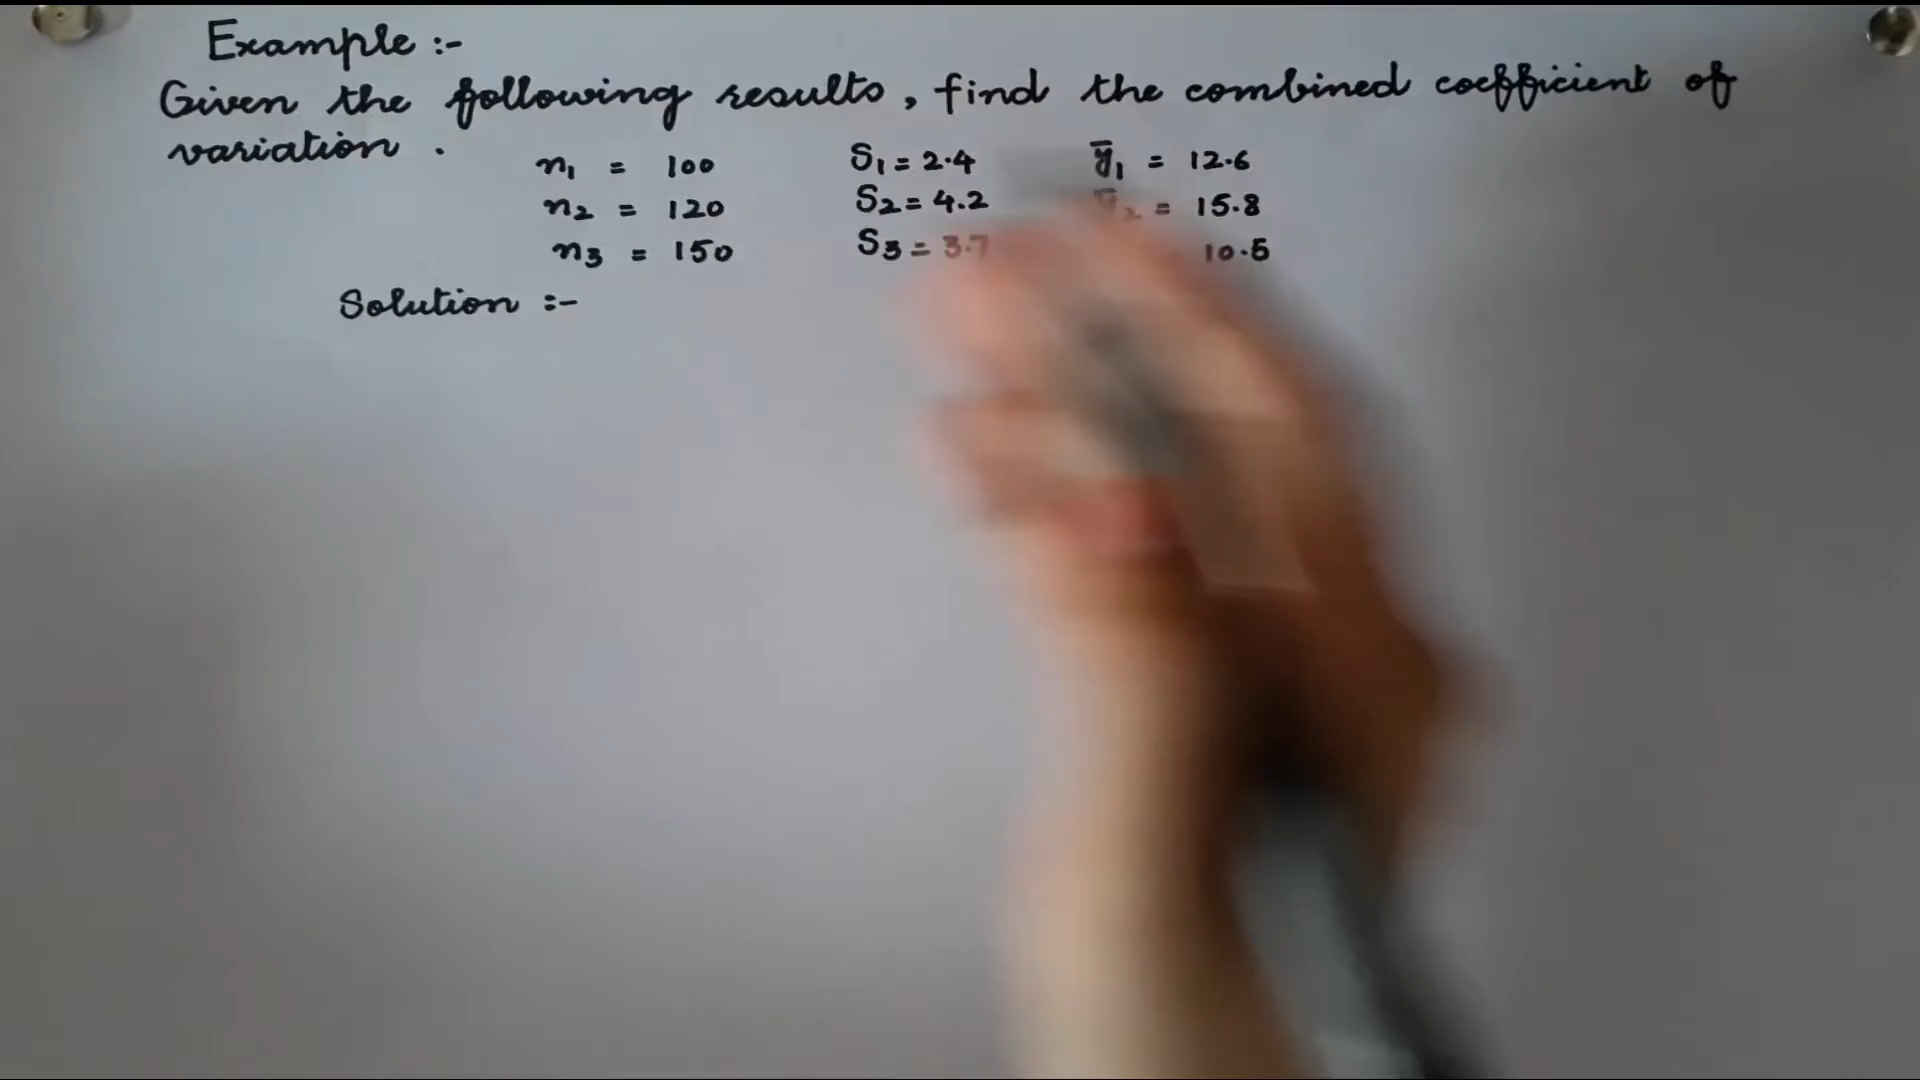 Example :-
Given the following results, find the combined coefficient of
variation .
n₁ = 100 S₁ = 2.4 ȳ₁ = 12.6
n₂ = 120 S₂ = 4.2 ȳ₂ = 15.8
n₃ = 150 S₃ = 3.7 10.5
Solution :-